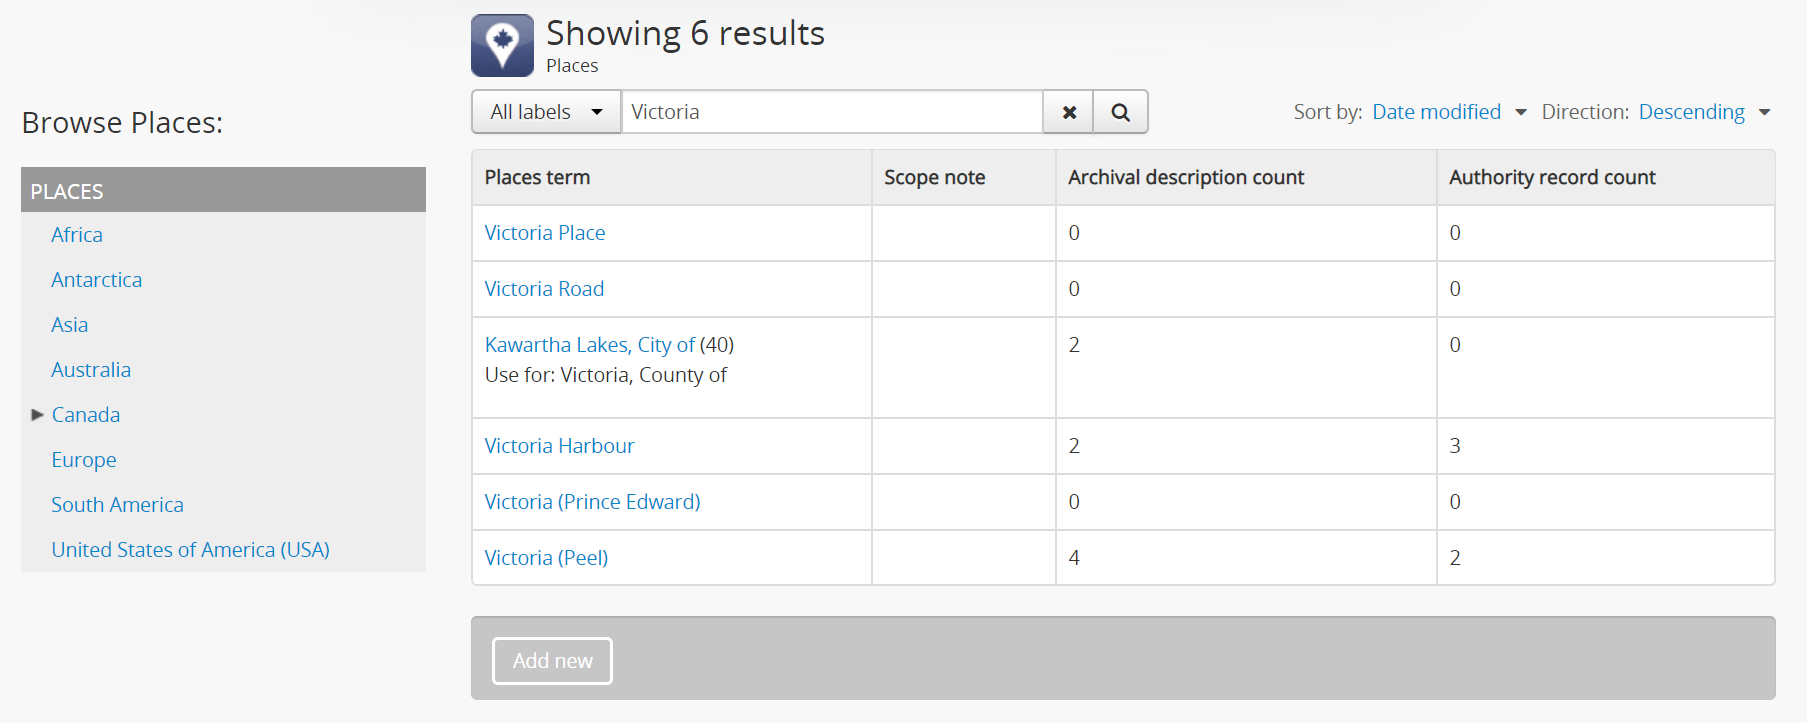 Showing 6 results
Places
Browse Places:
PLACES
Africa
Antarctica
Asia
Australia
Canada
Europe
South America
United States of America (USA)
All labels Victoria
Sort by: Date modified Direction: Descending
Places term Scope note Archival description count Authority record count
Victoria Place 0 0
Victoria Road 0 0
Kawartha Lakes, City of (40) 2 0
Use for: Victoria, County of
Victoria Harbour 2 3
Victoria (Prince Edward) 0 0
Victoria (Peel) 4 2
Add new